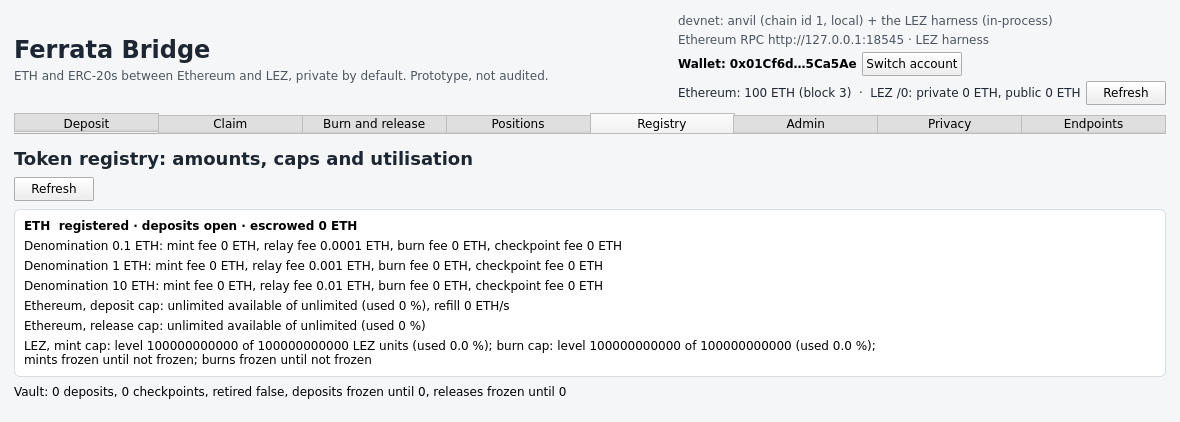 Ferrata Bridge
ETH and ERC-20s between Ethereum and LEZ, private by default. Prototype, not audited.
devnet: anvil (chain id 1, local) + the LEZ harness (in-process)
Ethereum RPC http://127.0.0.1:18545 · LEZ harness
Wallet: 0x01Cf6d…5Ca5Ae Switch account
Ethereum: 100 ETH (block 3) · LEZ /0: private 0 ETH, public 0 ETH Refresh
Deposit Claim Burn and release Positions Registry Admin Privacy Endpoints
Token registry: amounts, caps and utilisation
Refresh
ETH registered · deposits open · escrowed 0 ETH
Denomination 0.1 ETH: mint fee 0 ETH, relay fee 0.0001 ETH, burn fee 0 ETH, checkpoint fee 0 ETH
Denomination 1 ETH: mint fee 0 ETH, relay fee 0.001 ETH, burn fee 0 ETH, checkpoint fee 0 ETH
Denomination 10 ETH: mint fee 0 ETH, relay fee 0.01 ETH, burn fee 0 ETH, checkpoint fee 0 ETH
Ethereum, deposit cap: unlimited available of unlimited (used 0 %), refill 0 ETH/s
Ethereum, release cap: unlimited available of unlimited (used 0 %)
LEZ, mint cap: level 100000000000 of 100000000000 LEZ units (used 0.0 %); burn cap: level 100000000000 of 100000000000 (used 0.0 %);
mints frozen until not frozen; burns frozen until not frozen
Vault: 0 deposits, 0 checkpoints, retired false, deposits frozen until 0, releases frozen until 0